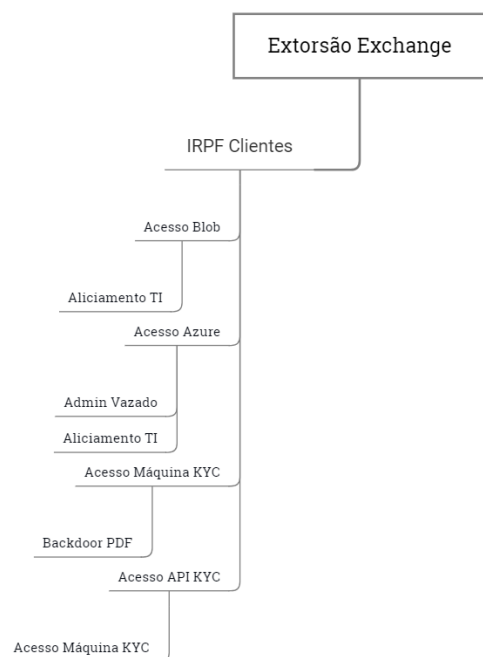 Extorsão Exchange
IRPF Clientes
Acesso Blob
Aliciamento TI
Acesso Azure
Admin Vazado
Aliciamento TI
Acesso Máquina KYC
Backdoor PDF
Acesso API KYC
Acesso Máquina KYC